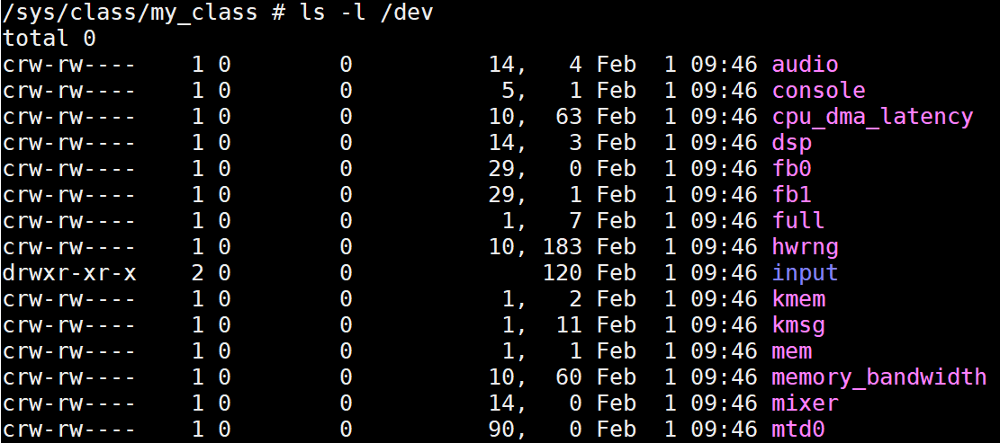 /sys/class/my_class # ls -l /dev
total 0
crw-rw----    1 0        0          14,   4 Feb  1 09:46 audio
crw-rw----    1 0        0           5,   1 Feb  1 09:46 console
crw-rw----    1 0        0          10,  63 Feb  1 09:46 cpu_dma_latency
crw-rw----    1 0        0          14,   3 Feb  1 09:46 dsp
crw-rw----    1 0        0          29,   0 Feb  1 09:46 fb0
crw-rw----    1 0        0          29,   1 Feb  1 09:46 fb1
crw-rw----    1 0        0           1,   7 Feb  1 09:46 full
crw-rw----    1 0        0          10, 183 Feb  1 09:46 hwrng
drwxr-xr-x    2 0        0              120 Feb  1 09:46 input
crw-rw----    1 0        0           1,   2 Feb  1 09:46 kmem
crw-rw----    1 0        0           1,  11 Feb  1 09:46 kmsg
crw-rw----    1 0        0           1,   1 Feb  1 09:46 mem
crw-rw----    1 0        0          10,  60 Feb  1 09:46 memory_bandwidth
crw-rw----    1 0        0          14,   0 Feb  1 09:46 mixer
crw-rw----    1 0        0          90,   0 Feb  1 09:46 mtd0